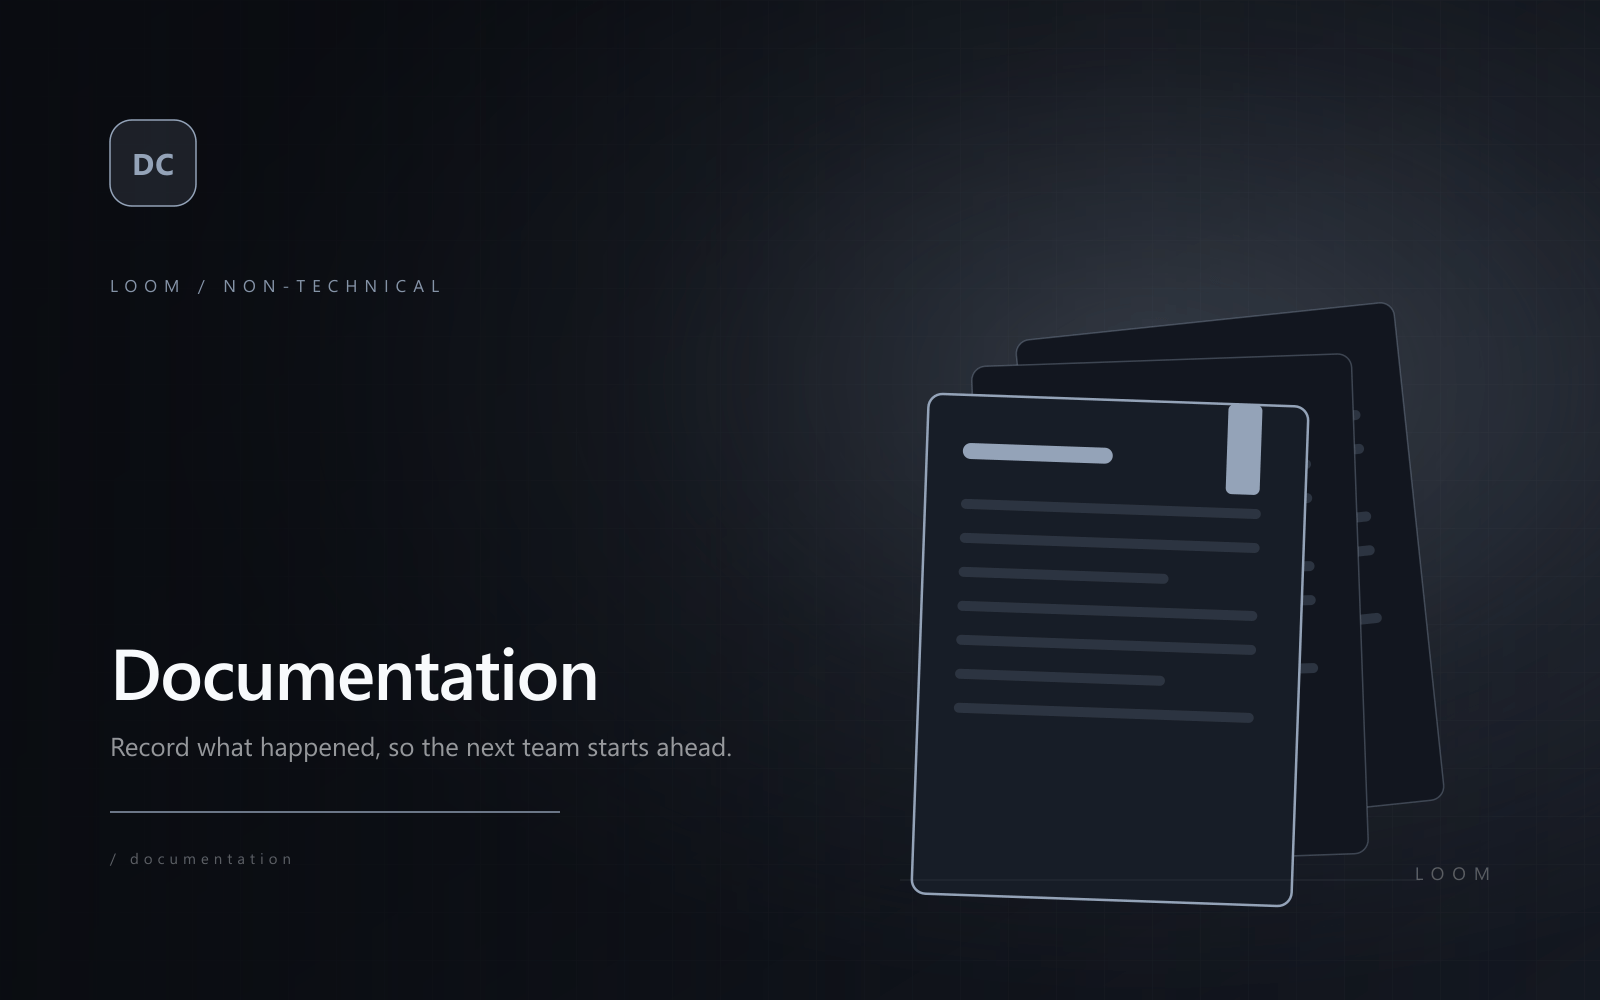 DC
LOOM / NON-TECHNICAL
Documentation
Record what happened, so the next team starts ahead.
/ documentation
LOOM